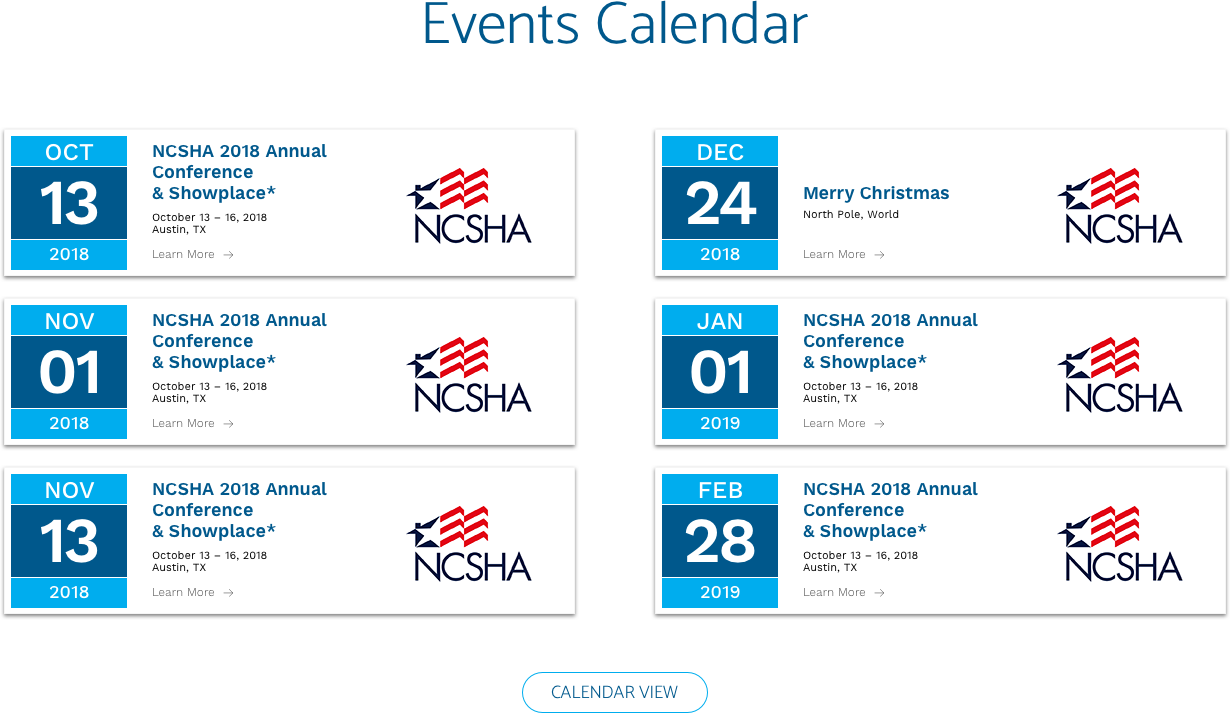 Events Calendar
OCT
13
2018
NCSHA 2018 Annual
Conference
& Showplace*
October 13 – 16, 2018
Austin, TX
Learn More →
NCSHA
NOV
01
2018
NCSHA 2018 Annual
Conference
& Showplace*
October 13 – 16, 2018
Austin, TX
Learn More →
NCSHA
NOV
13
2018
NCSHA 2018 Annual
Conference
& Showplace*
October 13 – 16, 2018
Austin, TX
Learn More →
NCSHA
DEC
24
2018
Merry Christmas
North Pole, World
Learn More →
NCSHA
JAN
01
2019
NCSHA 2018 Annual
Conference
& Showplace*
October 13 – 16, 2018
Austin, TX
Learn More →
NCSHA
FEB
28
2019
NCSHA 2018 Annual
Conference
& Showplace*
October 13 – 16, 2018
Austin, TX
Learn More →
NCSHA
CALENDAR VIEW